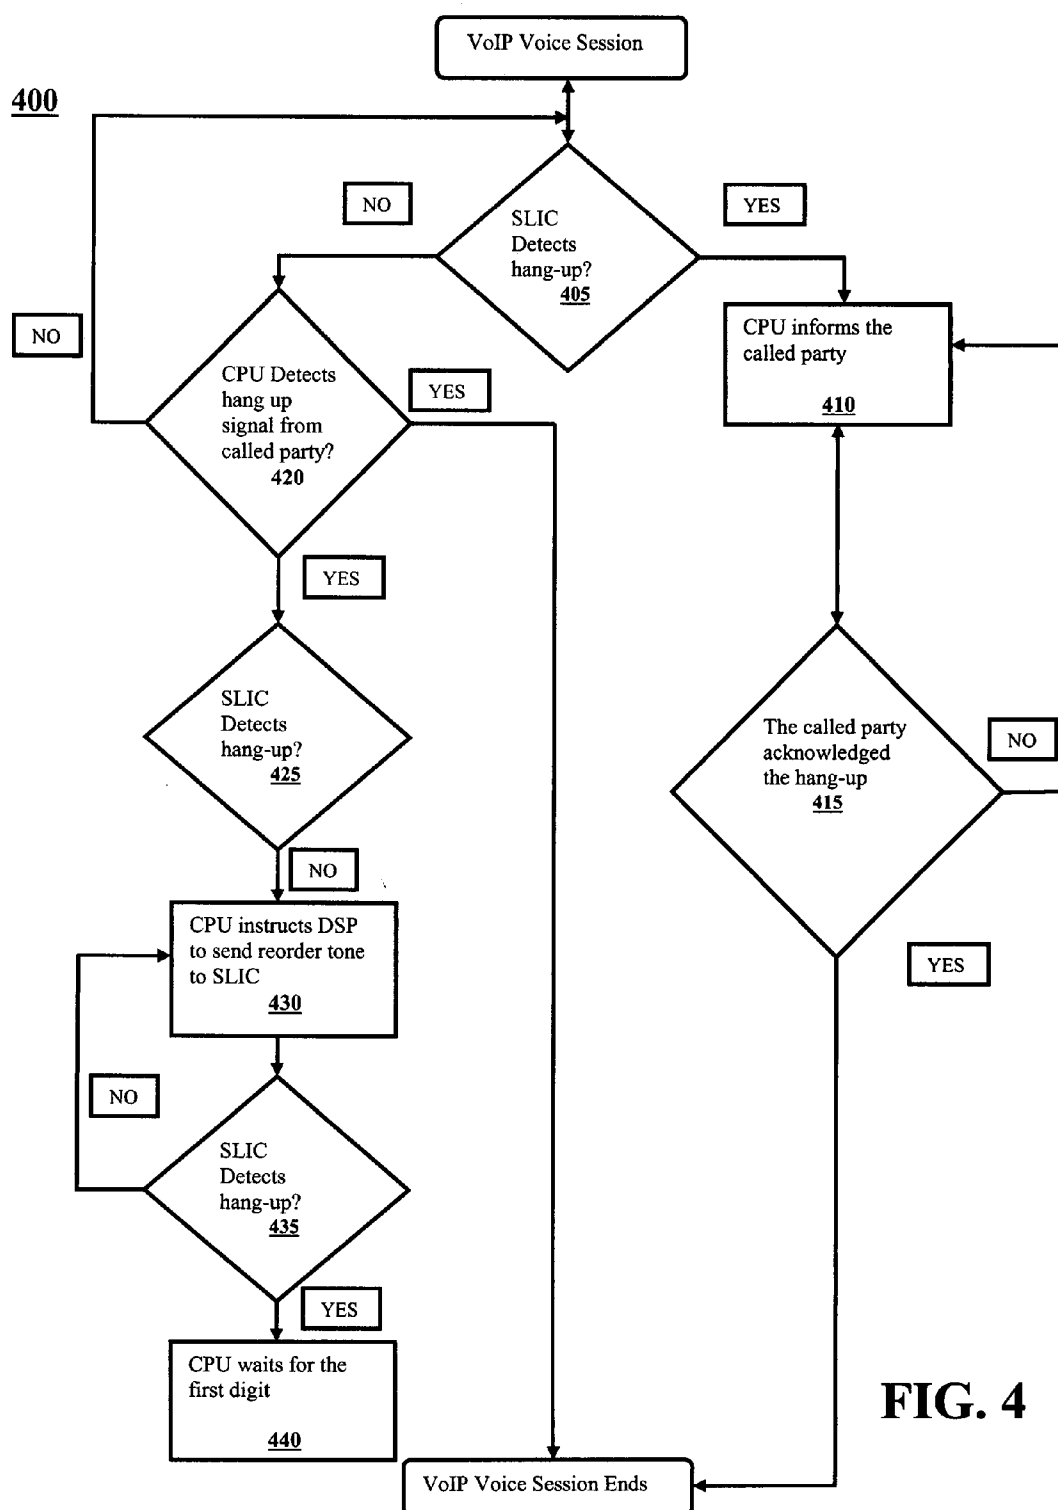 VoIP Voice Session
400
NO
YES
SLIC
Detects
hang-up?
405
NO
CPU informs the
called party
410
CPU Detects
hang up
signal from
called party?
420
YES
YES
SLIC
Detects
hang-up?
425
The called party
acknowledged
the hang-up
415
NO
NO
CPU instructs DSP
to send reorder tone
to SLIC
430
YES
NO
SLIC
Detects
hang-up?
435
YES
CPU waits for the
first digit
440
FIG. 4
VoIP Voice Session Ends